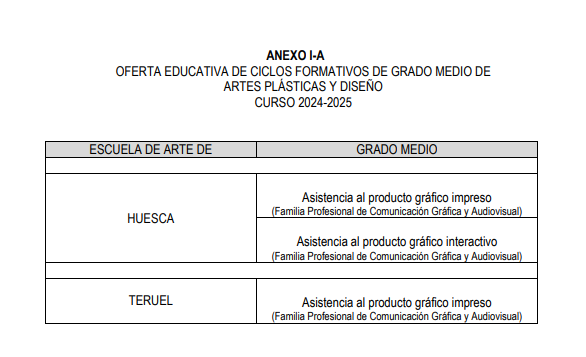 ANEXO I-A
OFERTA EDUCATIVA DE CICLOS FORMATIVOS DE GRADO MEDIO DE
ARTES PLÁSTICAS Y DISEÑO
CURSO 2024-2025
ESCUELA DE ARTE DE GRADO MEDIO
HUESCA
Asistencia al producto gráfico impreso
(Familia Profesional de Comunicación Gráfica y Audiovisual)
Asistencia al producto gráfico interactivo
(Familia Profesional de Comunicación Gráfica y Audiovisual)
TERUEL
Asistencia al producto gráfico impreso
(Familia Profesional de Comunicación Gráfica y Audiovisual)